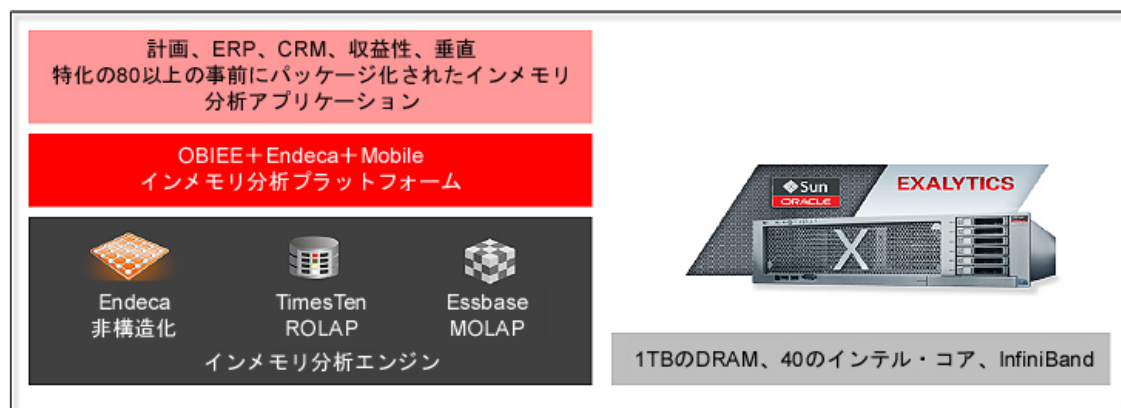 計画、ERP、CRM、収益性、垂直
特化の80以上の事前にパッケージ化されたインメモリ
分析アプリケーション
OBIEE+Endeca+Mobile
インメモリ分析プラットフォーム
Endeca
非構造化
TimesTen
ROLAP
Essbase
MOLAP
インメモリ分析エンジン
Sun
ORACLE
EXALYTICS
X
1TBのDRAM、40のインテル・コア、InfiniBand